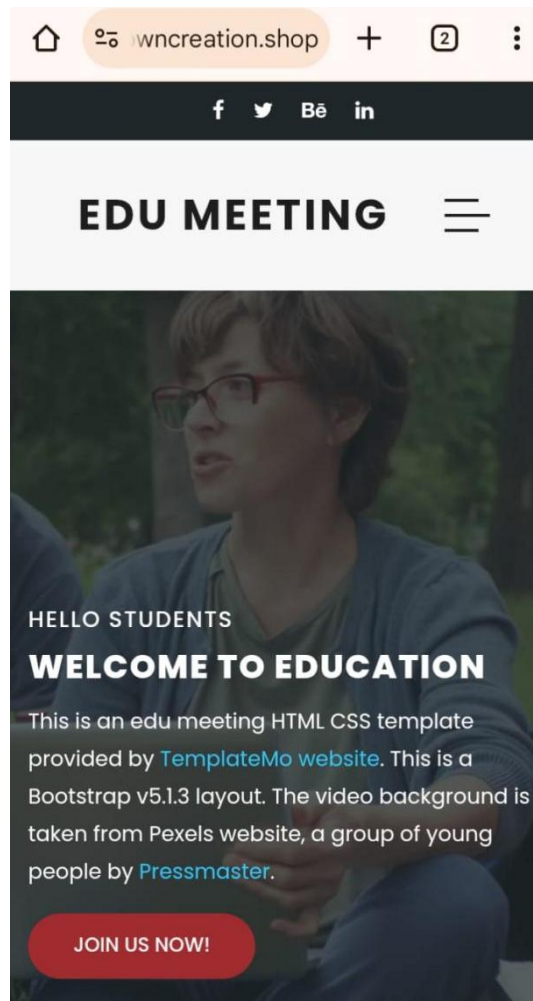 wncreation.shop
2
f Bē in
EDU MEETING
HELLO STUDENTS
WELCOME TO EDUCATION
This is an edu meeting HTML CSS template
provided by TemplateMo website. This is a
Bootstrap v5.1.3 layout. The video background is
taken from Pexels website, a group of young
people by Pressmaster.
JOIN US NOW!